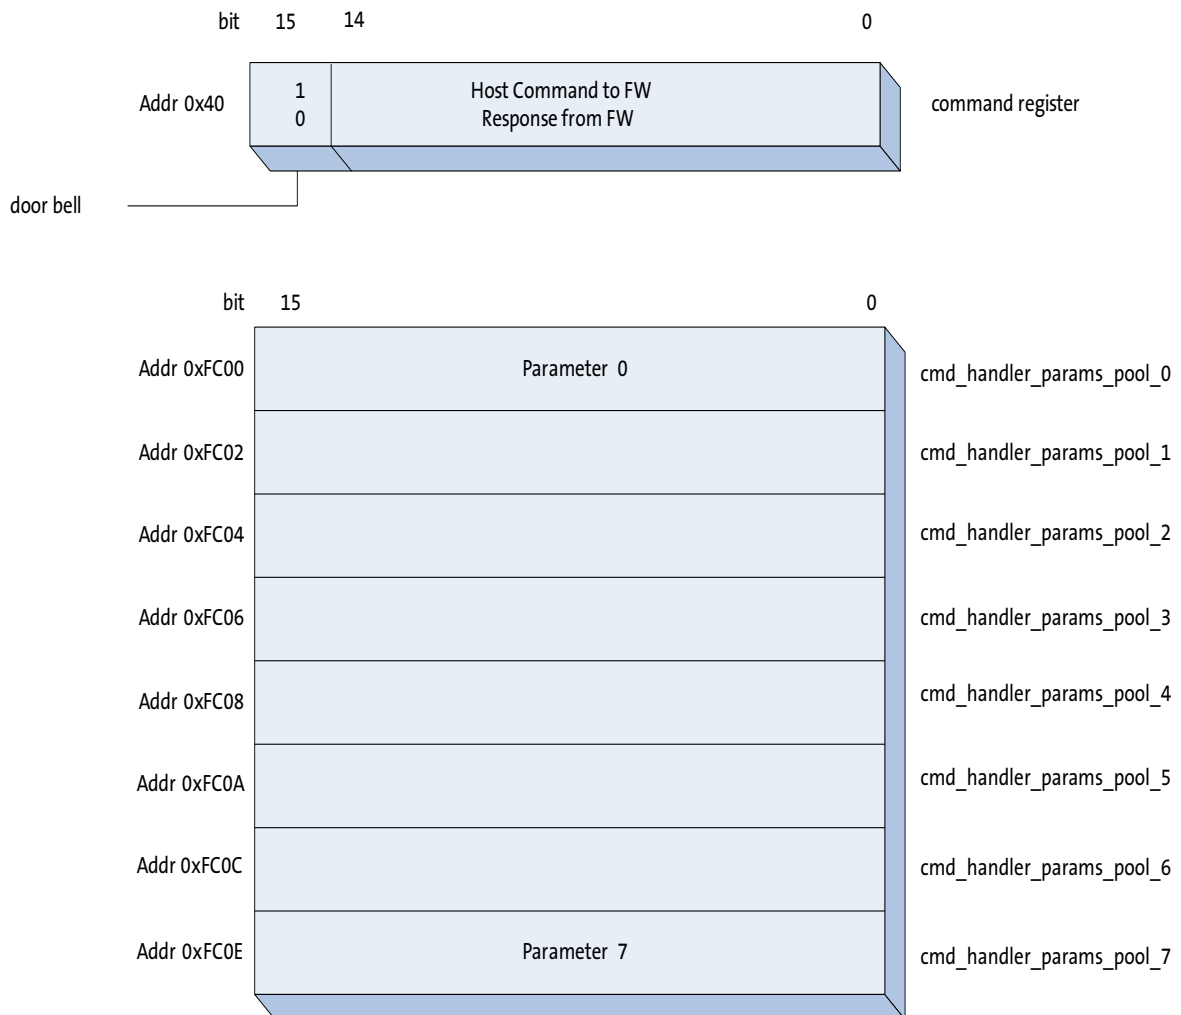 bit 15 14 0
Addr 0x40 1 Host Command to FW command register
0 Response from FW
door bell
bit 15 0
Addr 0xFC00 Parameter 0 cmd_handler_params_pool_0
Addr 0xFC02 cmd_handler_params_pool_1
Addr 0xFC04 cmd_handler_params_pool_2
Addr 0xFC06 cmd_handler_params_pool_3
Addr 0xFC08 cmd_handler_params_pool_4
Addr 0xFC0A cmd_handler_params_pool_5
Addr 0xFC0C cmd_handler_params_pool_6
Addr 0xFC0E Parameter 7 cmd_handler_params_pool_7